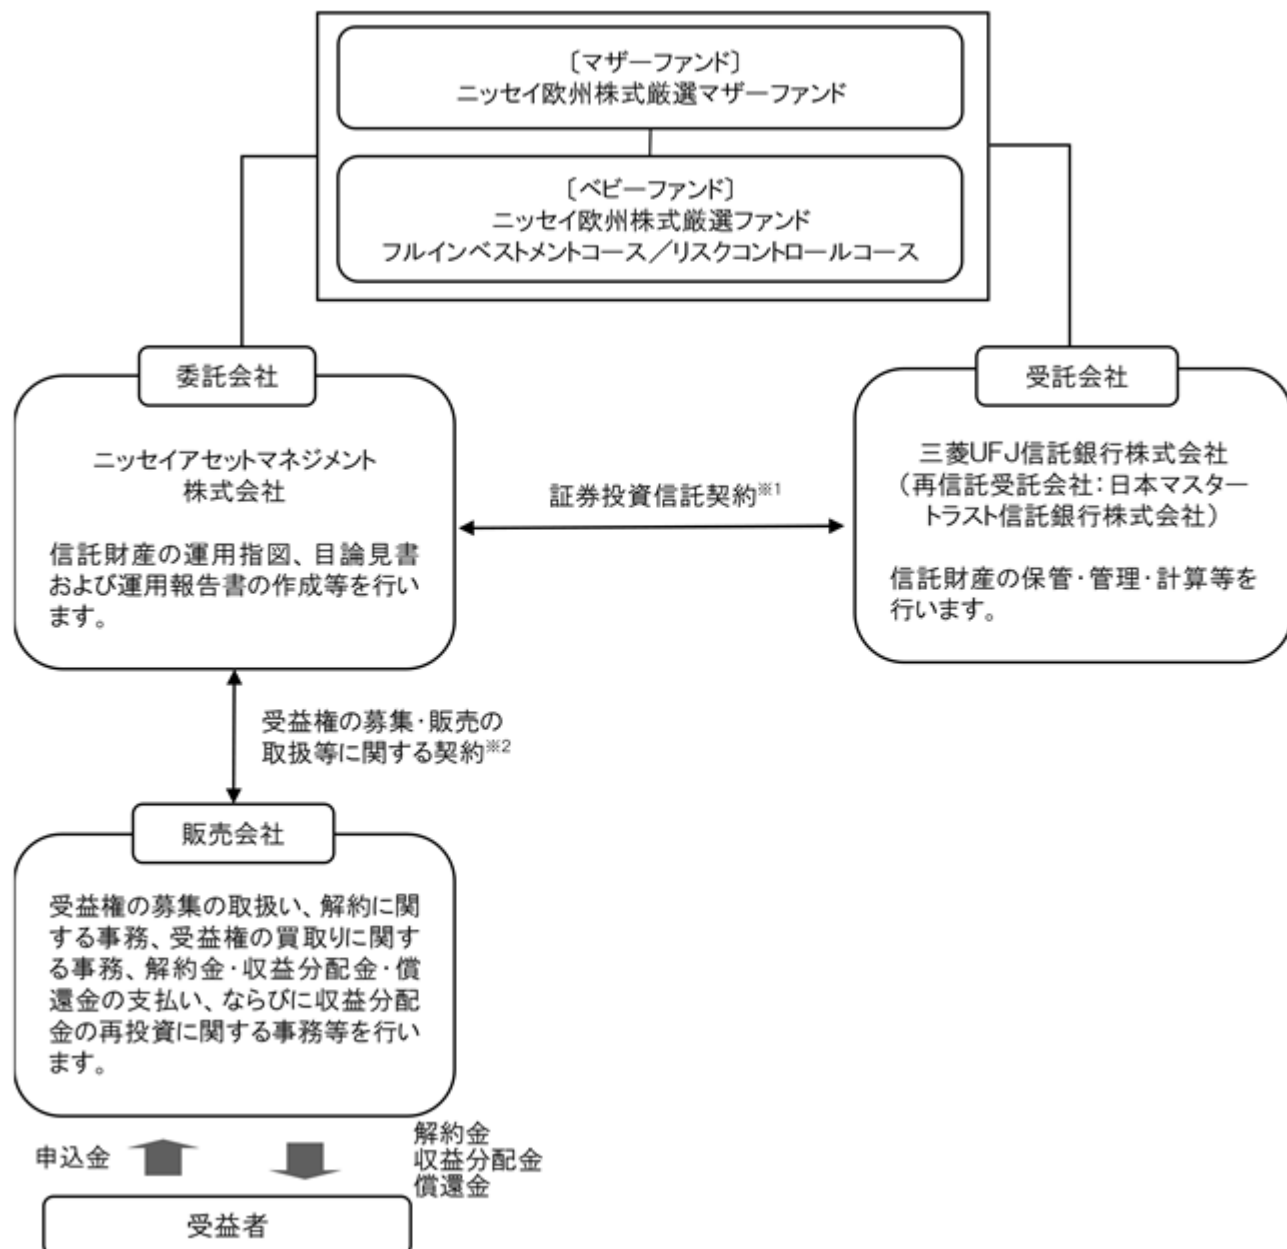 〔マザーファンド〕
ニッセイ欧州株式厳選マザーファンド
〔ベビーファンド〕
ニッセイ欧州株式厳選ファンド
フルインベストメントコース／リスクコントロールコース
委託会社
ニッセイアセットマネジメント
株式会社
信託財産の運用指図、目論見書
および運用報告書の作成等を行い
ます。
証券投資信託契約※1
受託会社
三菱UFJ信託銀行株式会社
（再信託受託会社：日本マスター
トラスト信託銀行株式会社）
信託財産の保管・管理・計算等を
行います。
受益権の募集・販売の
取扱等に関する契約※2
販売会社
受益権の募集の取扱い、解約に関
する事務、受益権の買取りに関す
る事務、解約金・収益分配金・償
還金の支払い、ならびに収益分配
金の再投資に関する事務等を行い
ます。
申込金
解約金
収益分配金
償還金
受益者